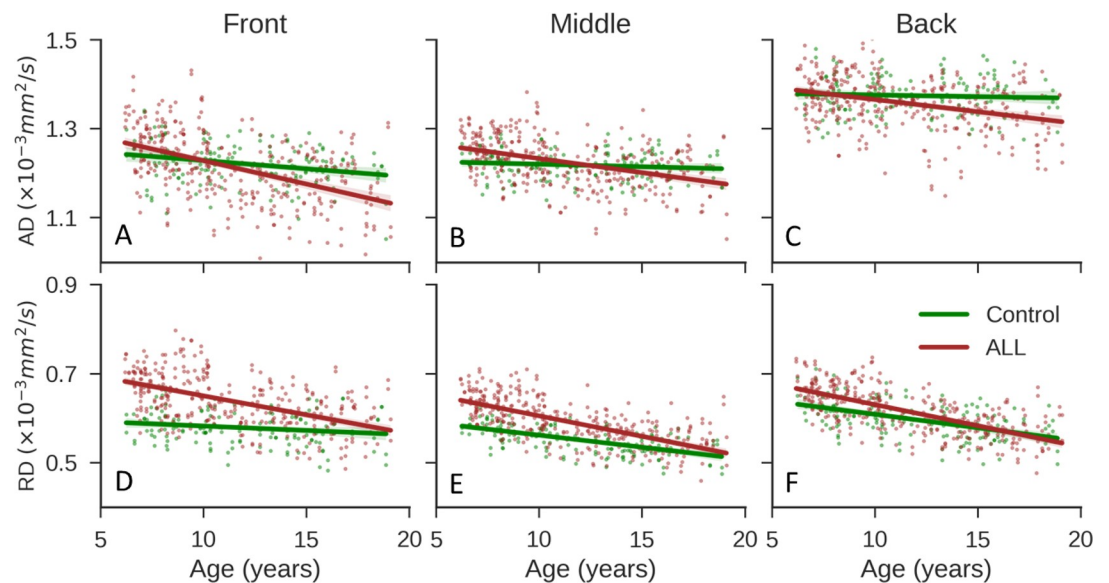 Front Middle Back
1.5
1.3
1.1
AD (×10⁻³mm²/s)
A B C
0.9
0.7
0.5
RD (×10⁻³mm²/s)
Control
ALL
D E F
5 10 15 20 5 10 15 20 5 10 15 20
Age (years) Age (years) Age (years)